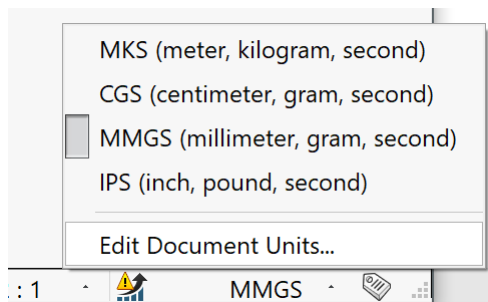 MKS (meter, kilogram, second)
CGS (centimeter, gram, second)
MMGS (millimeter, gram, second)
IPS (inch, pound, second)
Edit Document Units...
: 1 MMGS